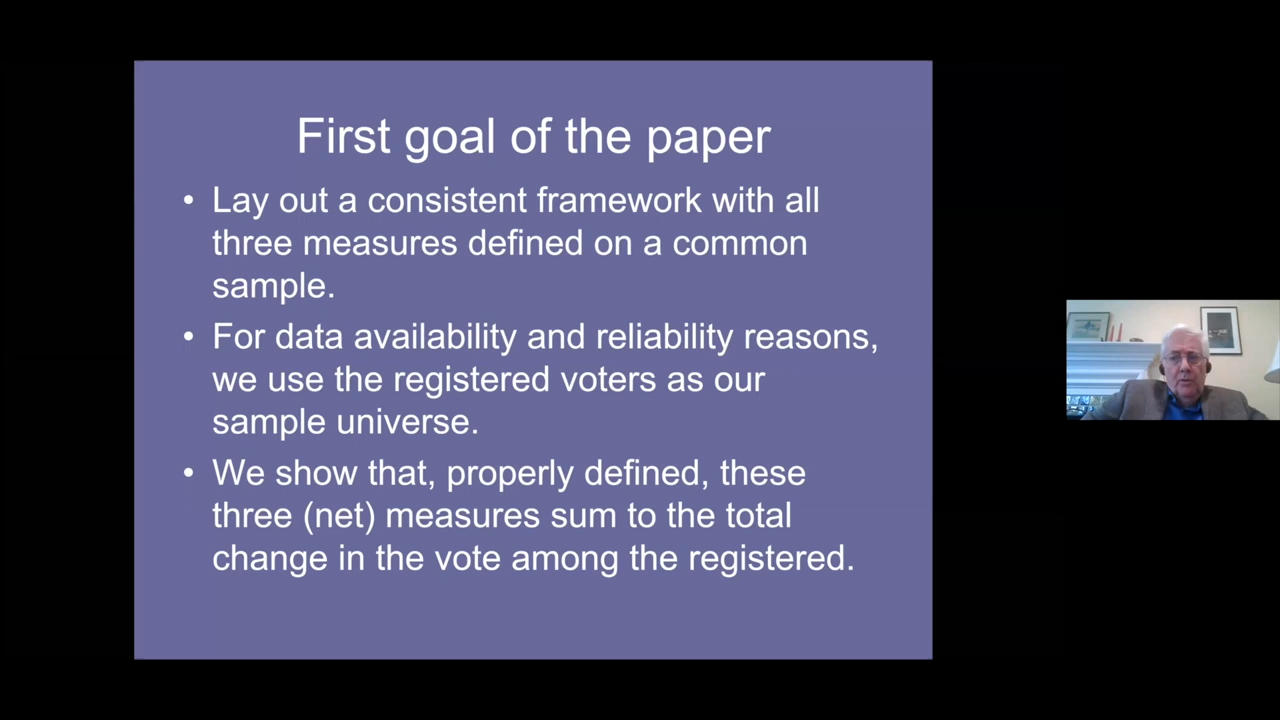 First goal of the paper
• Lay out a consistent framework with all
three measures defined on a common
sample.
• For data availability and reliability reasons,
we use the registered voters as our
sample universe.
• We show that, properly defined, these
three (net) measures sum to the total
change in the vote among the registered.